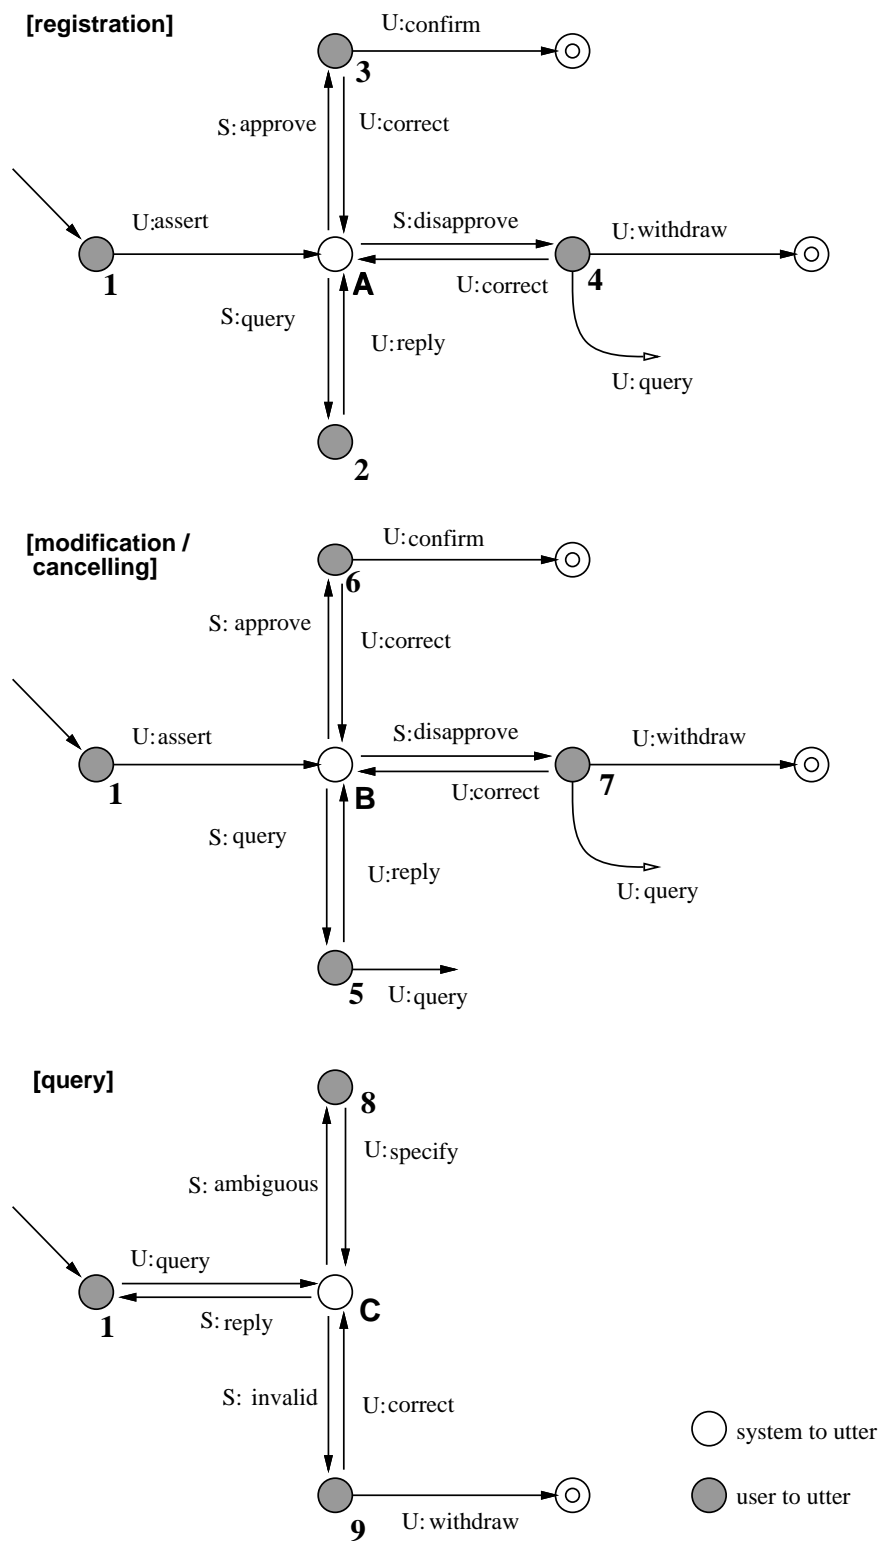 [registration]
U:confirm
3
S:approve
U:correct
U:assert
S:disapprove
U:withdraw
1
A
U:correct
4
S:query
U:reply
U:query
2
[modification /
cancelling]
U:confirm
6
S: approve
U:correct
U:assert
S:disapprove
U:withdraw
1
B
U:correct
7
S: query
U:reply
U:query
5
U:query
[query]
8
U:specify
S: ambiguous
U:query
1
C
S:reply
S: invalid
U:correct
system to utter
9
U:withdraw
user to utter